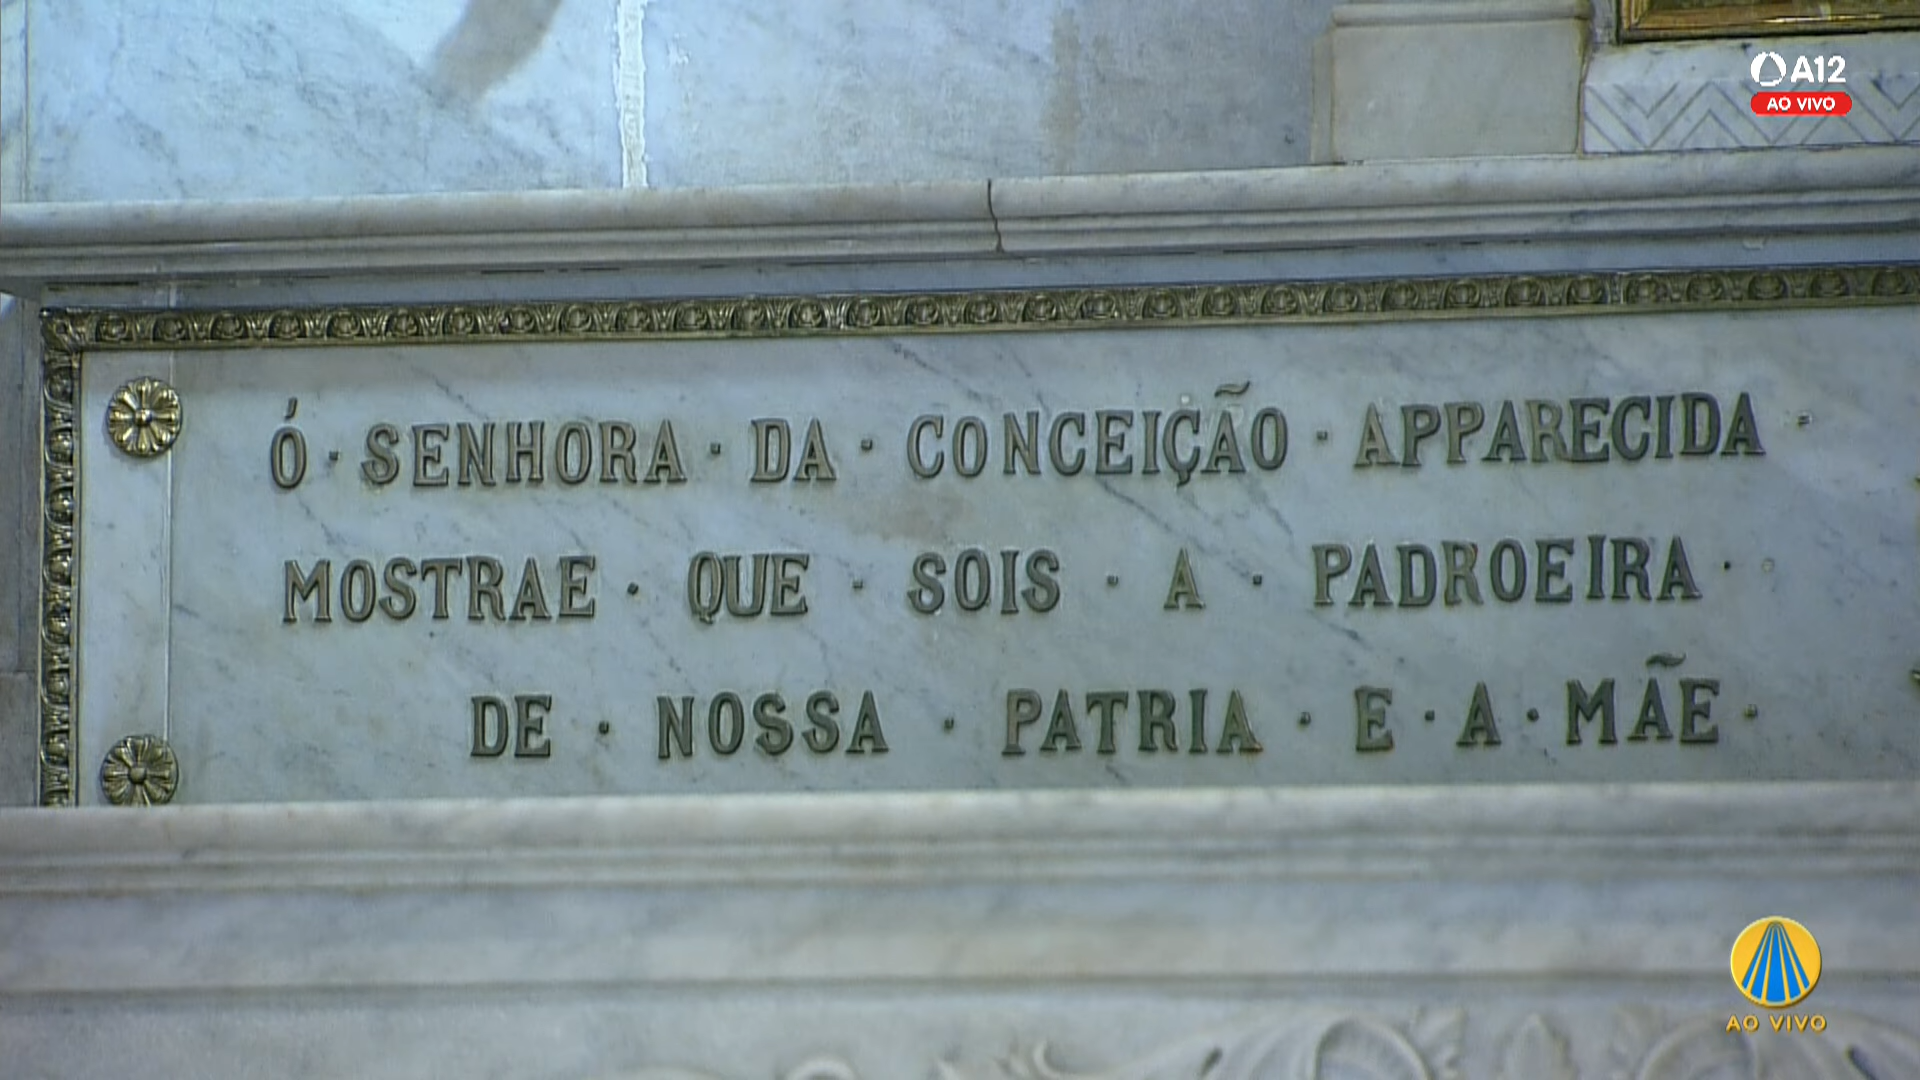 A12
AO VIVO
Ó · SENHORA · DA · CONCEIÇÃO · APPARECIDA ·
MOSTRAE · QUE · SOIS · A · PADROEIRA ·
DE · NOSSA · PATRIA · E · A · MÃE ·
AO VIVO